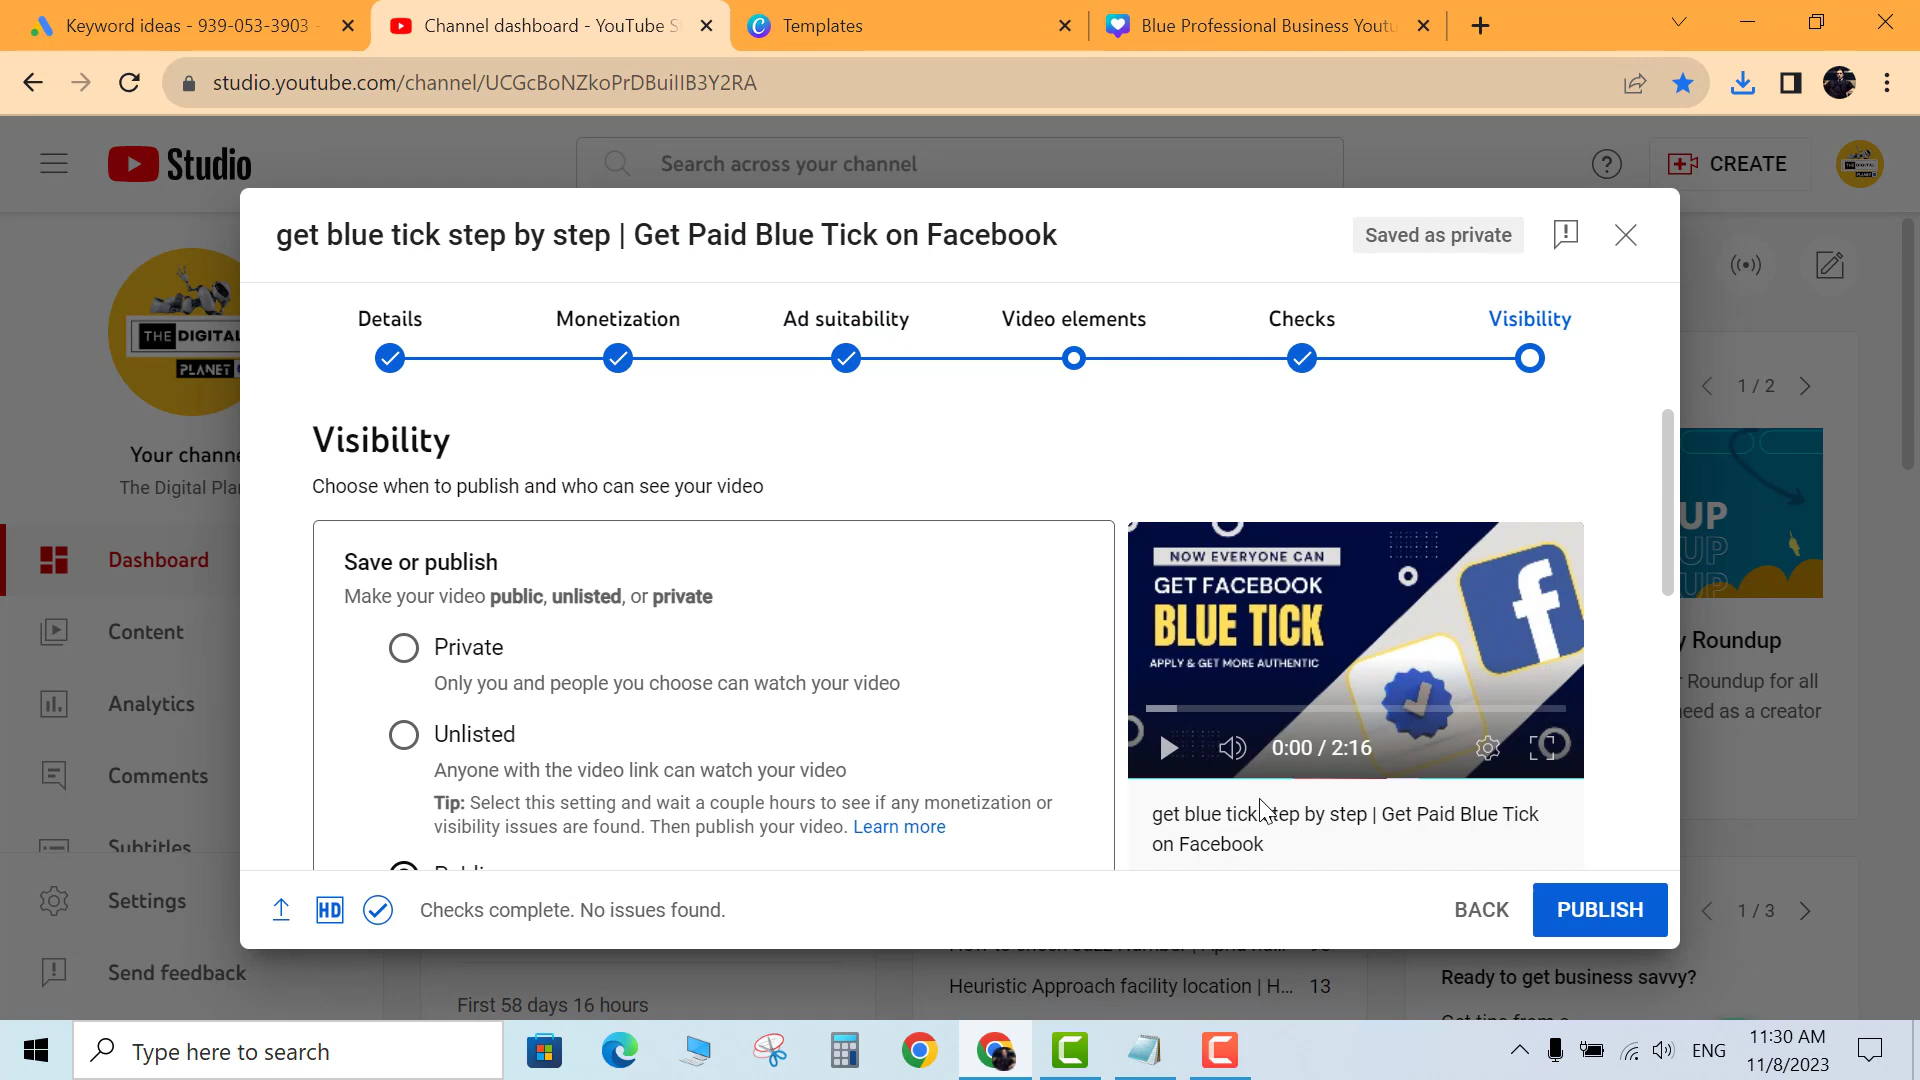 Keyword ideas - 939-053-3903 -
Channel dashboard - YouTube S
Templates
Blue Professional Business Youtu
studio.youtube.com/channel/UCGcBoNZkoPrDBuiIIB3Y2RA
Studio
Search across your channel
CREATE
get blue tick step by step | Get Paid Blue Tick on Facebook
Saved as private
Details
Monetization
Ad suitability
Video elements
Checks
Visibility
THE DIGITAL
PLANET
Your channe
The Digital Pla
Dashboard
Content
Analytics
Comments
Subtitles
Settings
Send feedback
Visibility
Choose when to publish and who can see your video
Save or publish
Make your video public, unlisted, or private
Private
Only you and people you choose can watch your video
Unlisted
Anyone with the video link can watch your video
Tip: Select this setting and wait a couple hours to see if any monetization or
visibility issues are found. Then publish your video. Learn more
NOW EVERYONE CAN
GET FACEBOOK
BLUE TICK
APPLY & GET MORE AUTHENTIC
0:00 / 2:16
get blue tick step by step | Get Paid Blue Tick
on Facebook
HD
Checks complete. No issues found.
BACK
PUBLISH
1 / 2
UP
UP
UP
y Roundup
r Roundup for all
need as a creator
1 / 3
Heuristic Approach facility location | H... 13
First 58 days 16 hours
Ready to get business savvy?
Type here to search
ENG
11:30 AM
11/8/2023